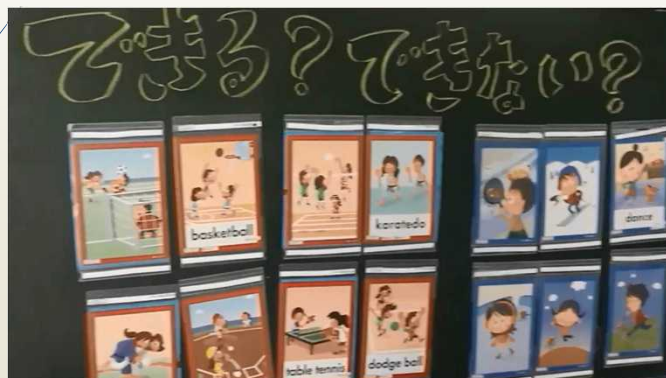 できる？できない？
basketball
karatedo
dance
table tennis
dodge ball